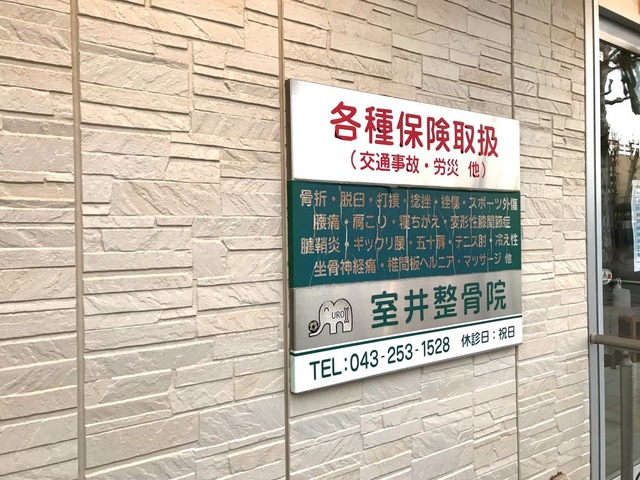 各種保険取扱
(交通事故・労災 他)
骨折・脱臼・打撲・捻挫・挫傷・スポーツ外傷
腰痛・肩こり・寝ちがえ・変形性膝関節症
腱鞘炎・ギックリ腰・五十肩・テニス肘・冷え性
坐骨神経痛・椎間板ヘルニア・マッサージ 他
UROI
室井整骨院
TEL:043-253-1528 休診日:祝日